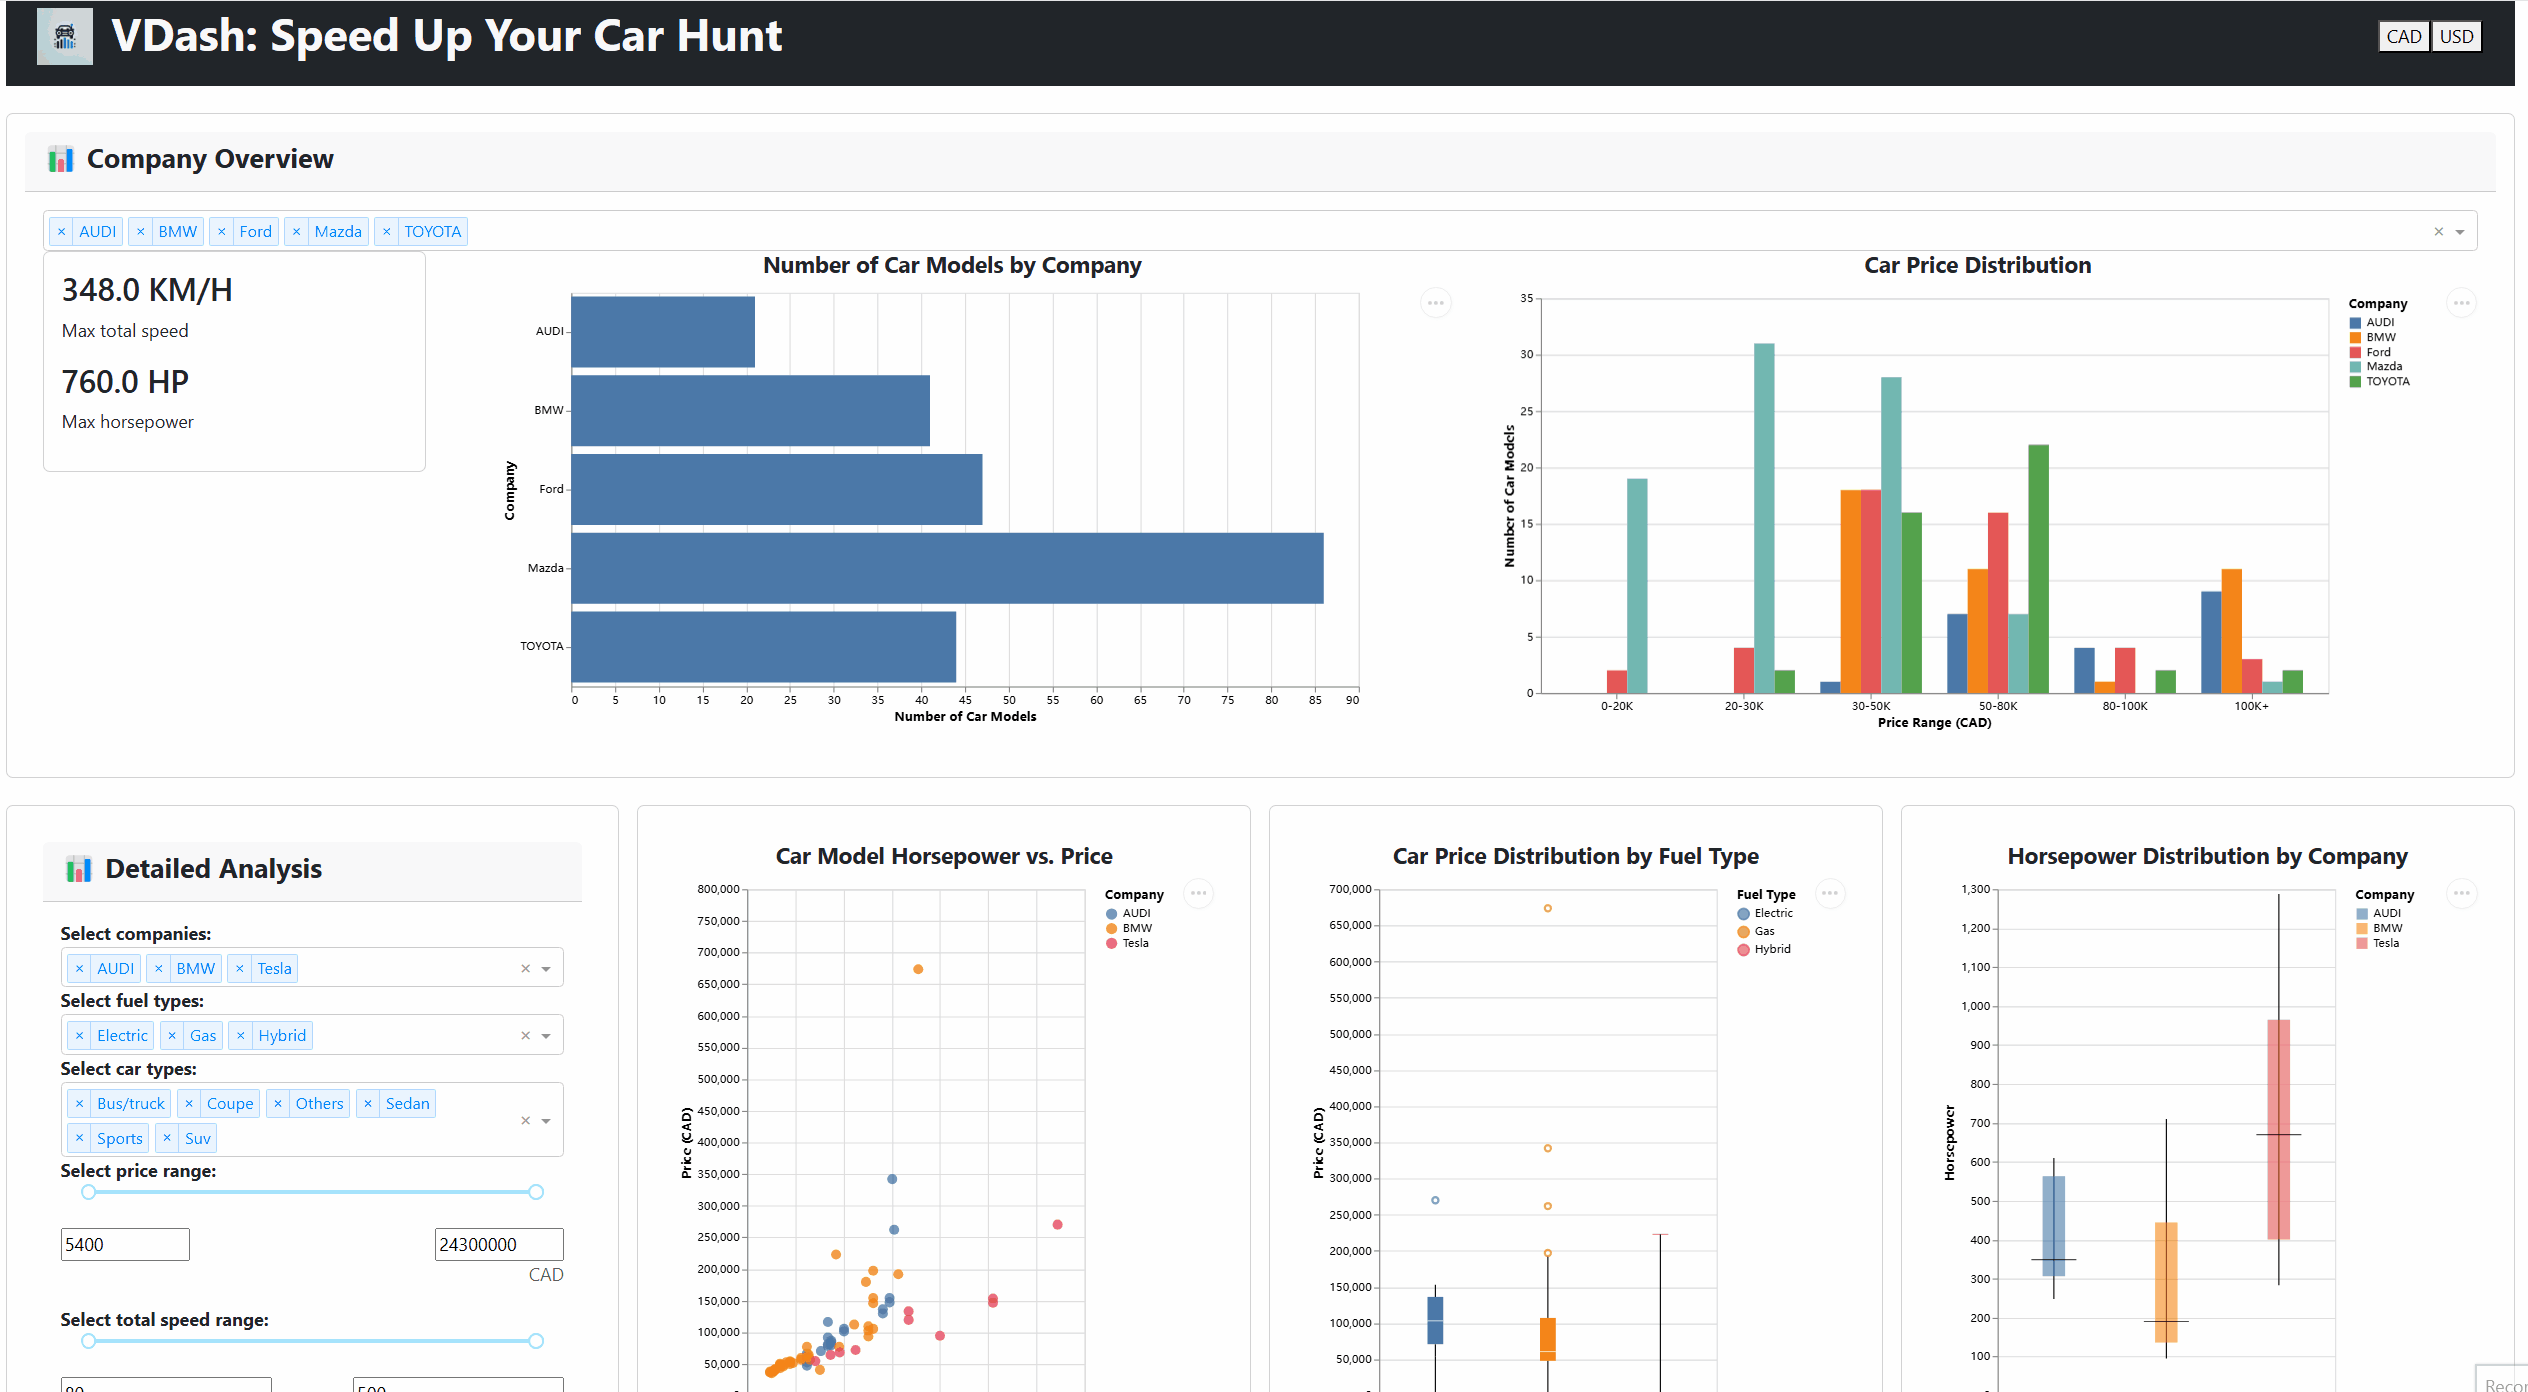 VDash: Speed Up Your Car Hunt
CAD USD
Company Overview
× AUDI × BMW × Ford × Mazda × TOYOTA ×
348.0 KM/H
Max total speed
760.0 HP
Max horsepower
Number of Car Models by Company
Company
AUDI
BMW
Ford
Mazda
TOYOTA
0 5 10 15 20 25 30 35 40 45 50 55 60 65 70 75 80 85 90
Number of Car Models
Car Price Distribution
Number of Car Models
35
30
25
20
15
10
5
0
0-20K 20-30K 30-50K 50-80K 80-100K 100K+
Price Range (CAD)
Company
AUDI
BMW
Ford
Mazda
TOYOTA
Detailed Analysis
Select companies:
× AUDI × BMW × Tesla ×
Select fuel types:
× Electric × Gas × Hybrid ×
Select car types:
× Bus/truck × Coupe × Others × Sedan ×
× Sports × Suv
Select price range:
5400 24300000
CAD
Select total speed range:
80 500
Car Model Horsepower vs. Price
Price (CAD)
800,000
750,000
700,000
650,000
600,000
550,000
500,000
450,000
400,000
350,000
300,000
250,000
200,000
150,000
100,000
50,000
Company
AUDI
BMW
Tesla
Car Price Distribution by Fuel Type
Price (CAD)
700,000
650,000
600,000
550,000
500,000
450,000
400,000
350,000
300,000
250,000
200,000
150,000
100,000
50,000
Fuel Type
Electric
Gas
Hybrid
Horsepower Distribution by Company
Horsepower
1,300
1,200
1,100
1,000
900
800
700
600
500
400
300
200
100
Company
AUDI
BMW
Tesla